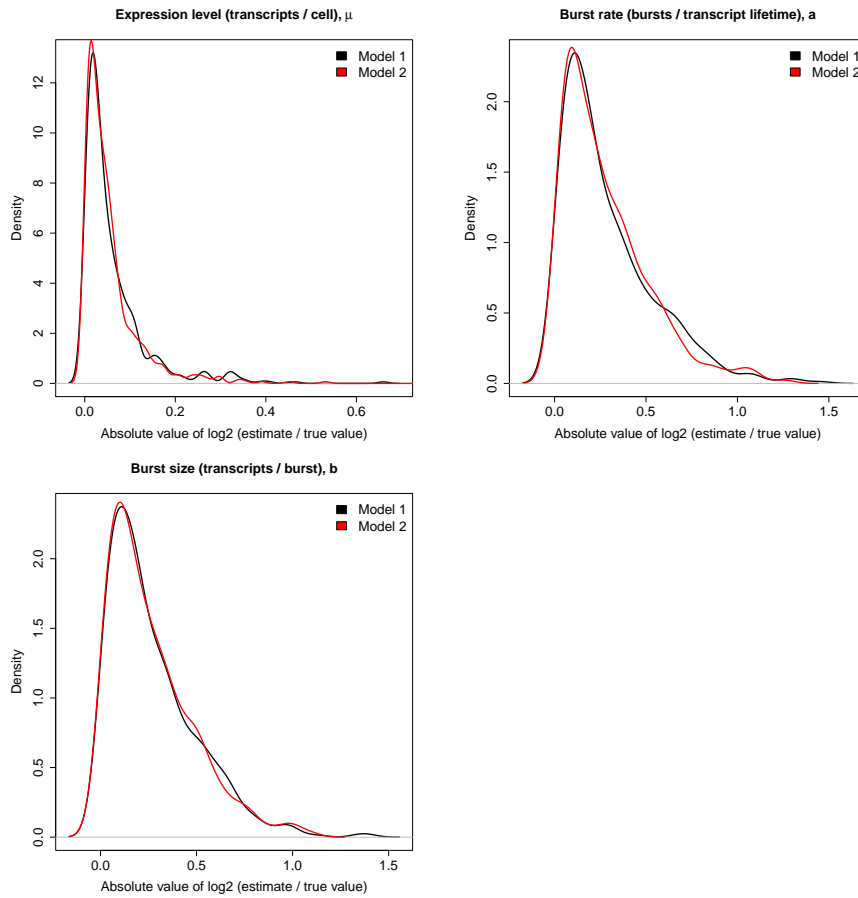 Expression level (transcripts / cell), μ
Model 1
Model 2
Density
0
2
4
6
8
10
12
0.0
0.2
0.4
0.6
Absolute value of log2 (estimate / true value)
Burst rate (bursts / transcript lifetime), a
Model 1
Model 2
Density
0.0
0.5
1.0
1.5
2.0
0.0
0.5
1.0
1.5
Absolute value of log2 (estimate / true value)
Burst size (transcripts / burst), b
Model 1
Model 2
Density
0.0
0.5
1.0
1.5
2.0
0.0
0.5
1.0
1.5
Absolute value of log2 (estimate / true value)